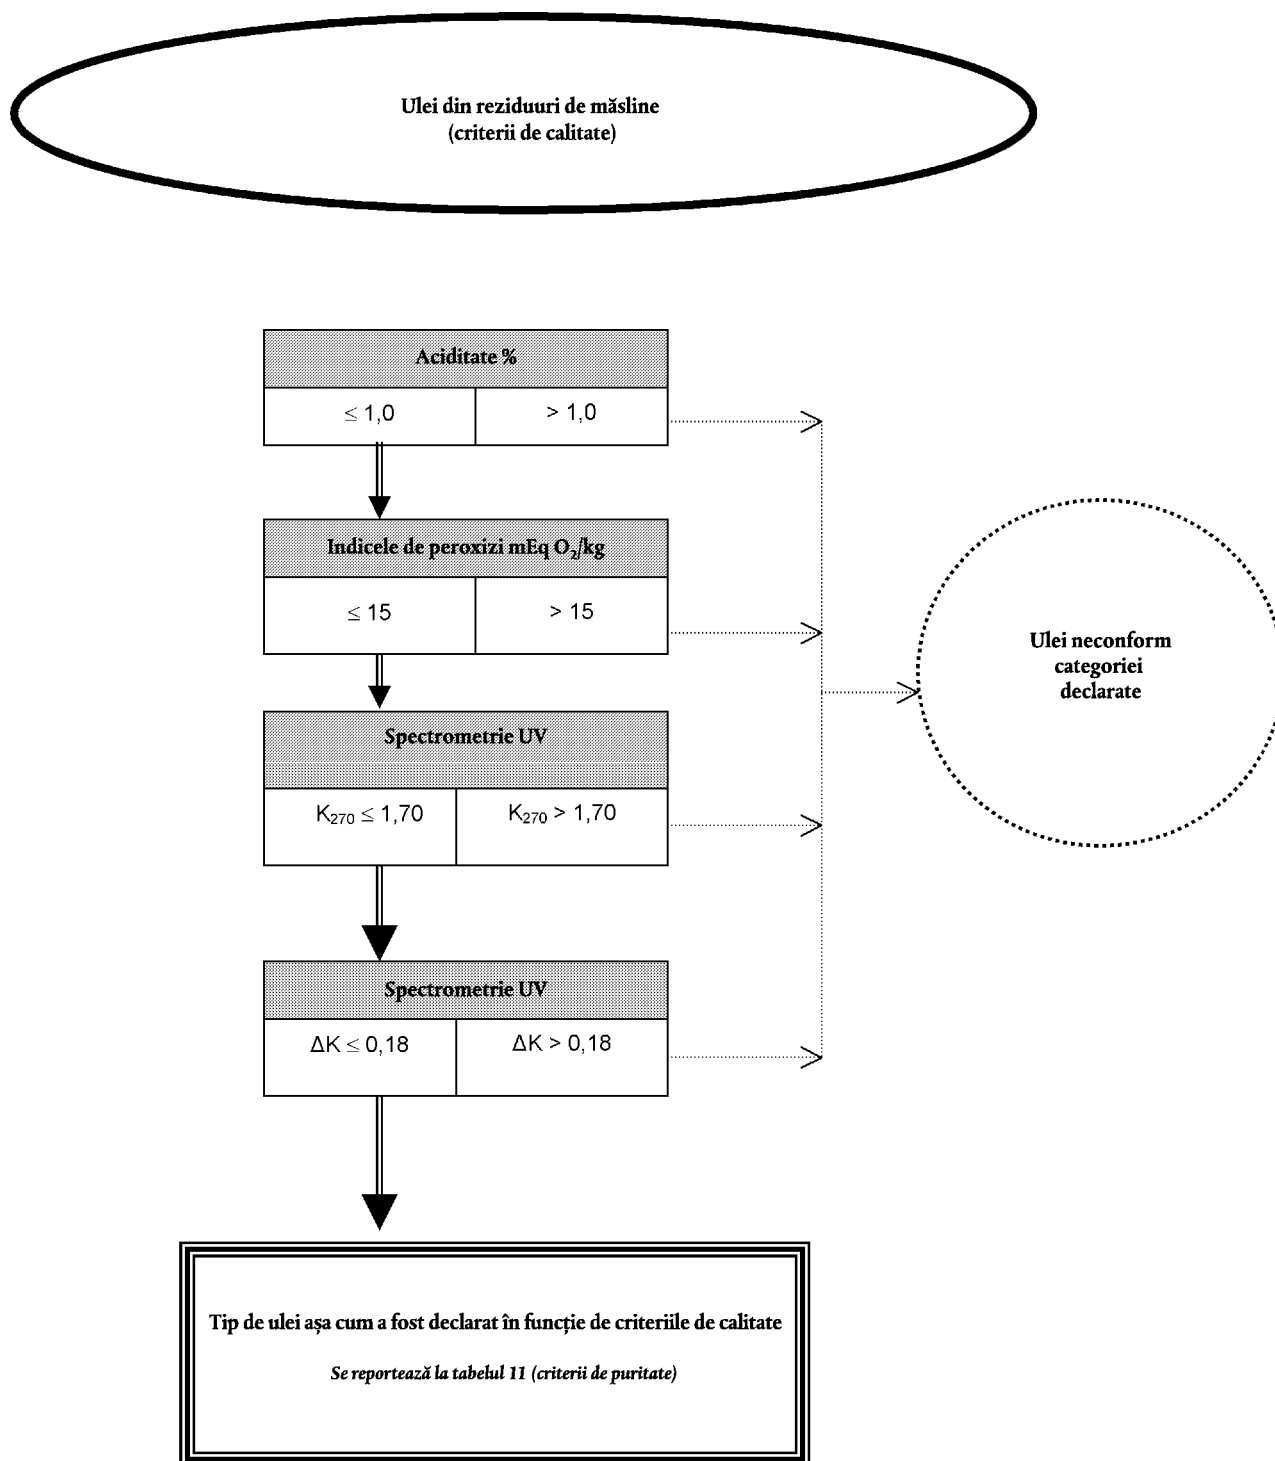 Ulei din reziduuri de măsline
(criterii de calitate)
Aciditate %
≤ 1,0
> 1,0
Indicele de peroxizi mEq O₂/kg
≤ 15
> 15
Spectrometrie UV
K₂₇₀ ≤ 1,70
K₂₇₀ > 1,70
Ulei neconform
categoriei
declarate
Spectrometrie UV
ΔK ≤ 0,18
ΔK > 0,18
Tip de ulei așa cum a fost declarat în funcție de criteriile de calitate
Se reportează la tabelul 11 (criterii de puritate)